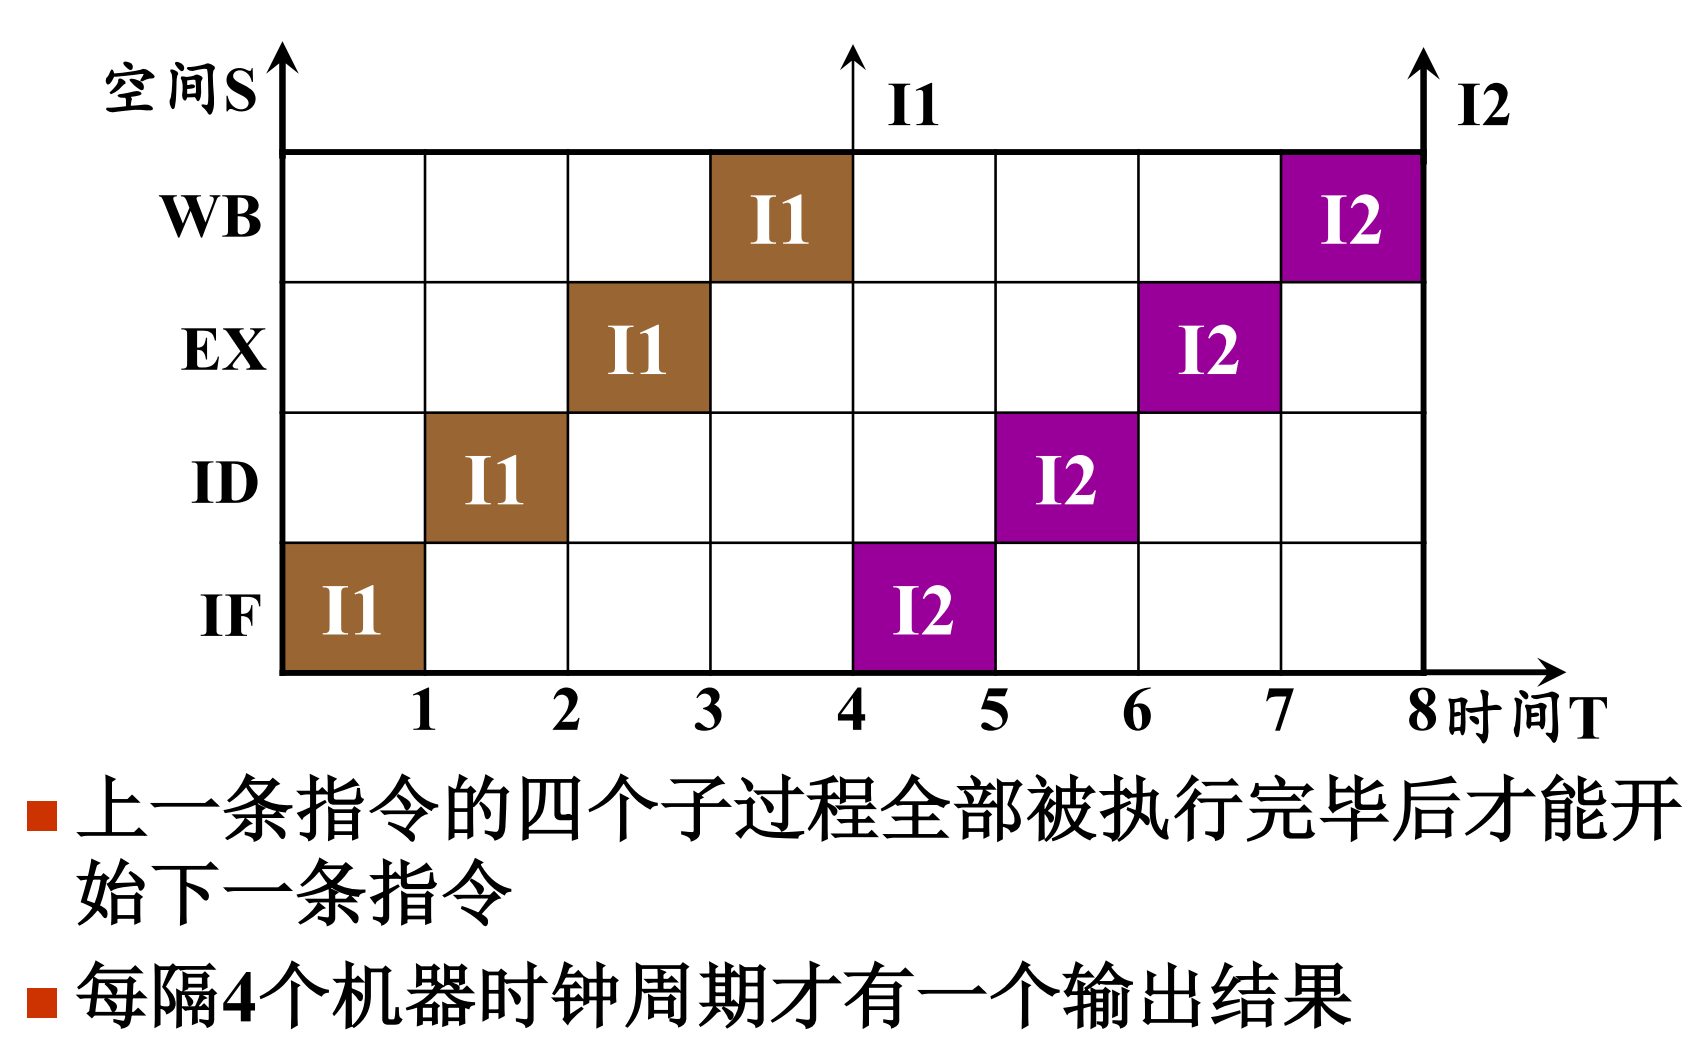 空间S
I1
I2
WB
I1
I2
EX
I1
I2
ID
I1
I2
IF
I1
I2
1 2 3 4 5 6 7 8 时间T
上一条指令的四个子过程全部被执行完毕后才能开
始下一条指令
每隔4个机器时钟周期才有一个输出结果